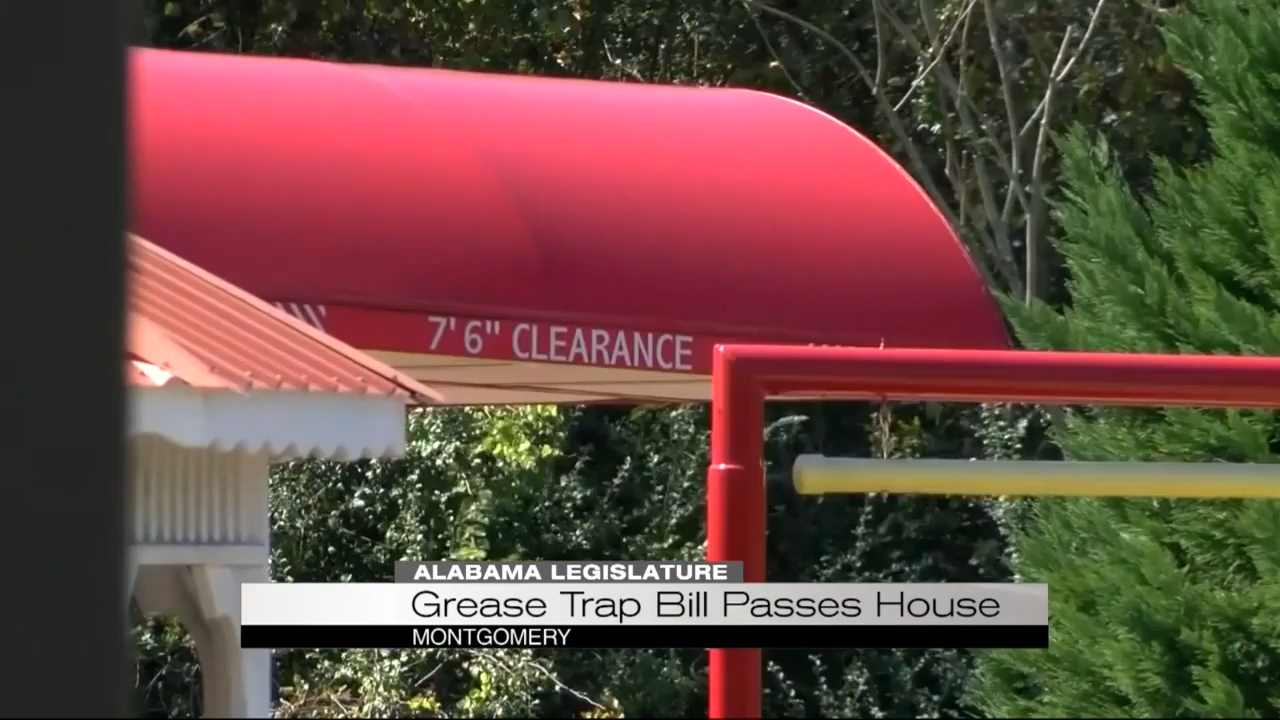 7' 6" CLEARANCE
ALABAMA LEGISLATURE
Grease Trap Bill Passes House
MONTGOMERY